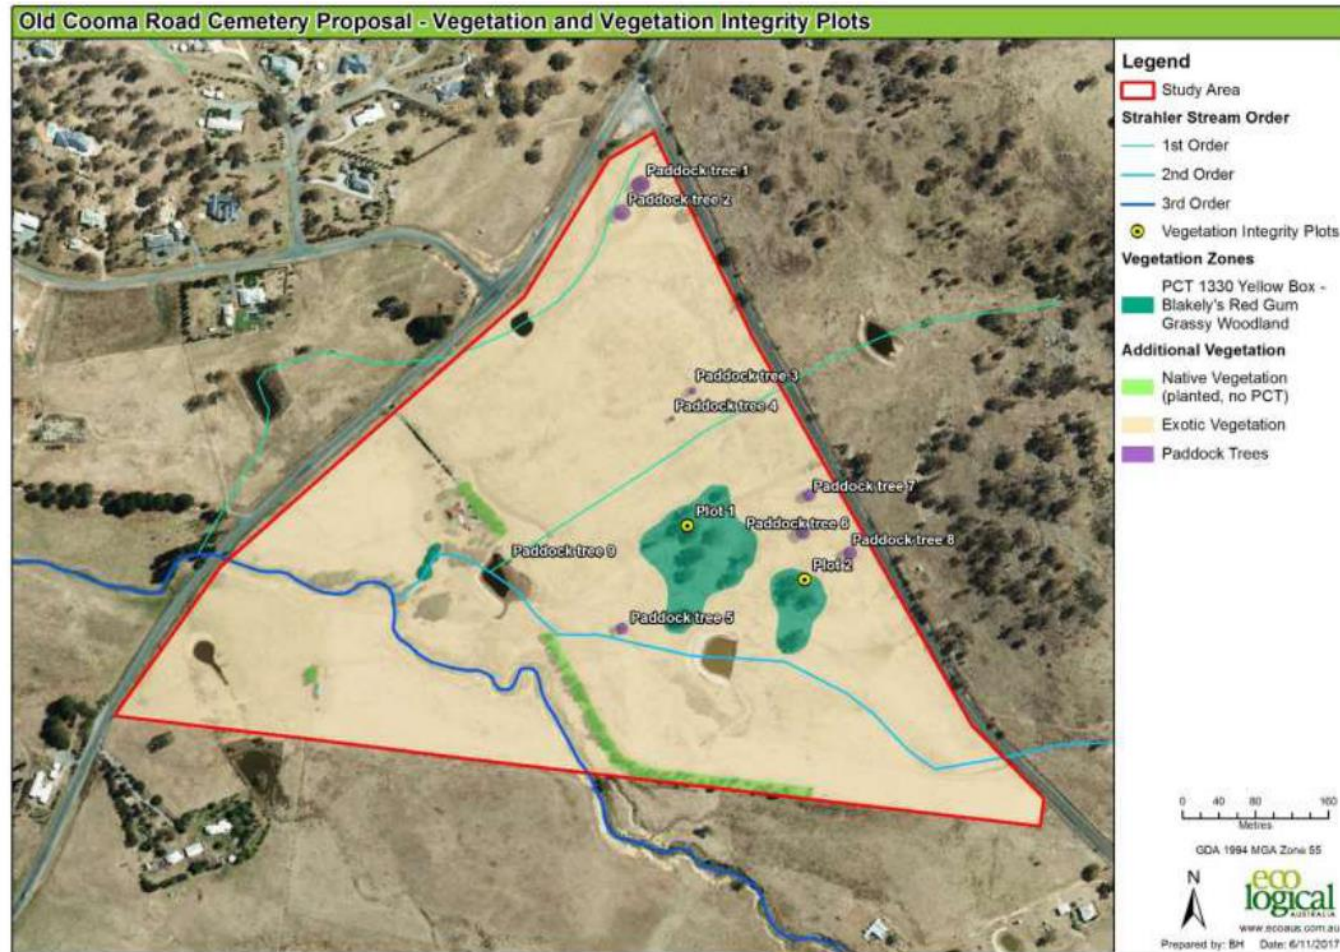 Old Cooma Road Cemetery Proposal - Vegetation and Vegetation Integrity Plots
Paddock tree 1
Paddock tree 2
Paddock tree 3
Paddock tree 4
Paddock tree 7
Plot 1
Paddock tree 6
Paddock tree 8
Paddock tree 9
Plot 2
Paddock tree 5
Legend
Study Area
Strahler Stream Order
1st Order
2nd Order
3rd Order
Vegetation Integrity Plots
Vegetation Zones
PCT 1330 Yellow Box -
Blakely's Red Gum
Grassy Woodland
Additional Vegetation
Native Vegetation
(planted, no PCT)
Exotic Vegetation
Paddock Trees
0 40 80 160
Metres
GDA 1994 MGA Zone 55
N
eco
logical
AUSTRALIA
www.ecoaus.com.au
Prepared by: BH Date: 6/11/2017